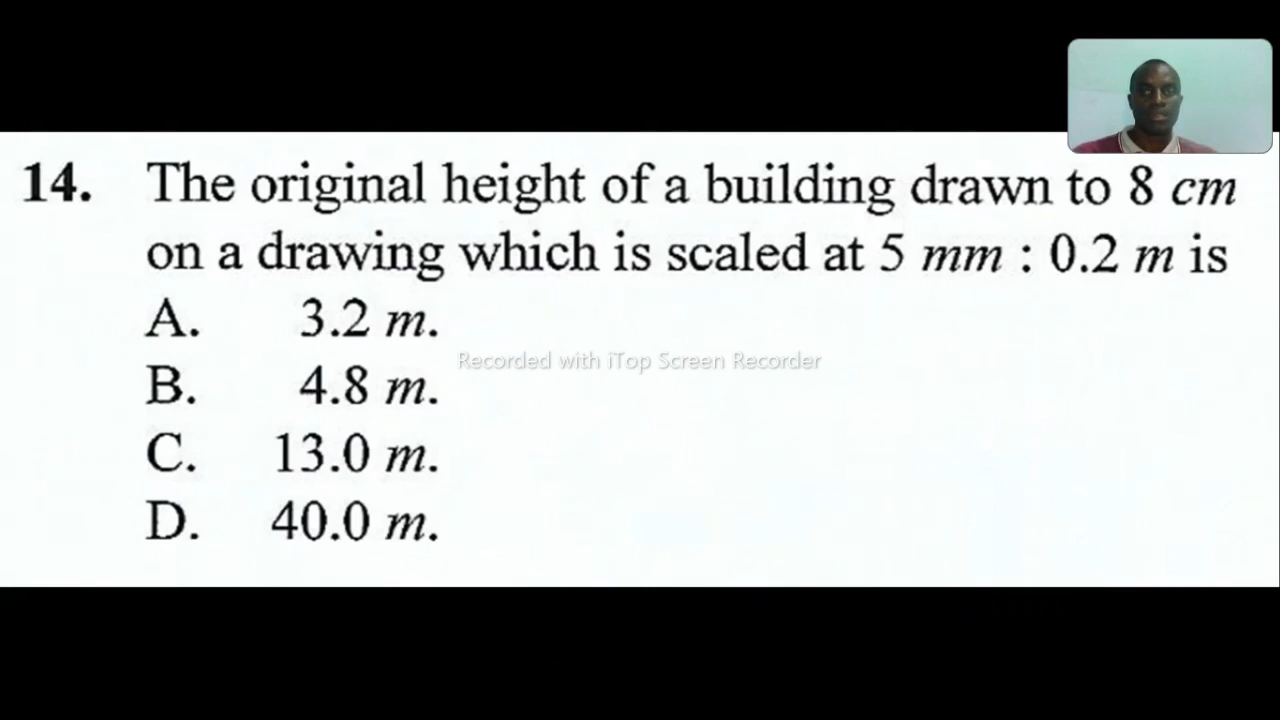 14. The original height of a building drawn to 8 cm
on a drawing which is scaled at 5 mm : 0.2 m is
A. 3.2 m.
Recorded with iTop Screen Recorder
B. 4.8 m.
C. 13.0 m.
D. 40.0 m.